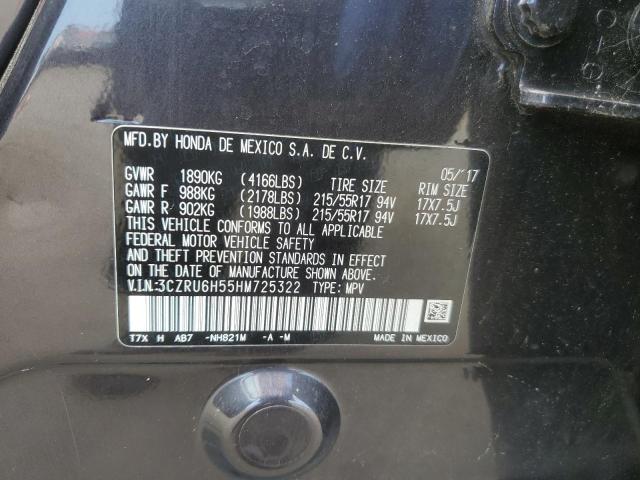 MFD.BY HONDA DE MEXICO S.A. DE C.V.
05/'17
GVWR 1890KG (4166LBS) TIRE SIZE RIM SIZE
GAWR F 988KG (2178LBS) 215/55R17 94V 17X7.5J
GAWR R 902KG (1988LBS) 215/55R17 94V 17X7.5J
THIS VEHICLE CONFORMS TO ALL APPLICABLE
FEDERAL MOTOR VEHICLE SAFETY
AND THEFT PREVENTION STANDARDS IN EFFECT
ON THE DATE OF MANUFACTURE SHOWN ABOVE.
V.I.N:3CZRU6H55HM725322 TYPE: MPV
T7X H AB7 -NH821M -A -M MADE IN MEXICO